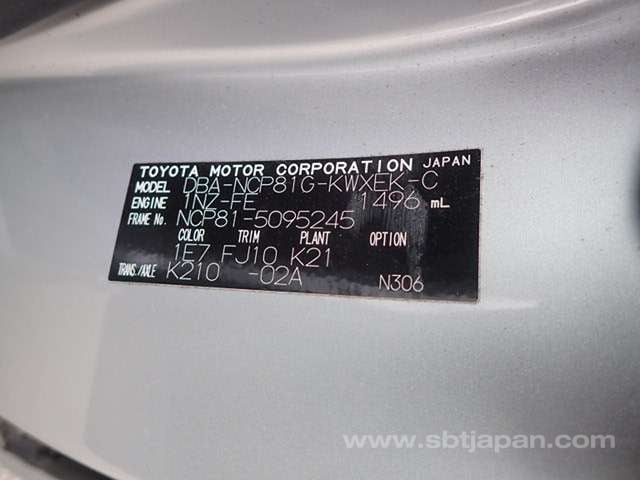 TOYOTA MOTOR CORPORATION JAPAN
MODEL DBA-NCP81G-KWXEK-C
ENGINE 1NZ-FE 1496 mL
FRAME No. NCP81-5095245
COLOR TRIM PLANT OPTION
1E7 FJ10 K21
TRANS./AXLE K210 -02A N306
www.sbtjapan.com